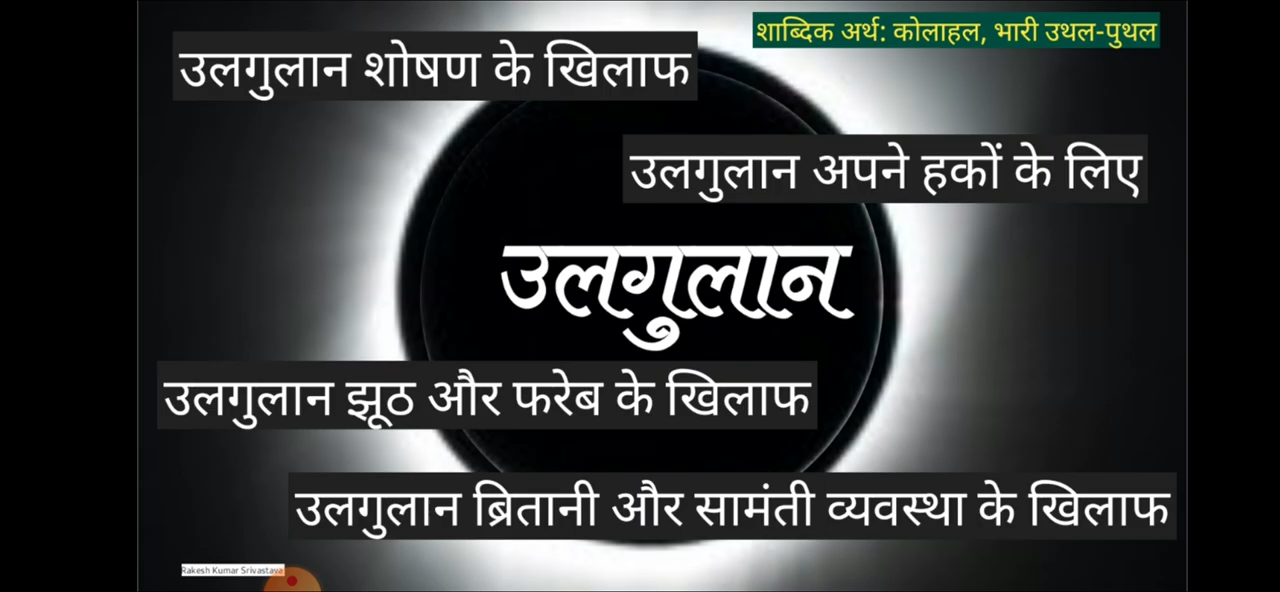 शाब्दिक अर्थ: कोलाहल, भारी उथल-पुथल
उलगुलान शोषण के खिलाफ
उलगुलान अपने हकों के लिए
उलगुलान
उलगुलान झूठ और फरेब के खिलाफ
उलगुलान ब्रितानी और सामंती व्यवस्था के खिलाफ
Rakesh Kumar Srivastava